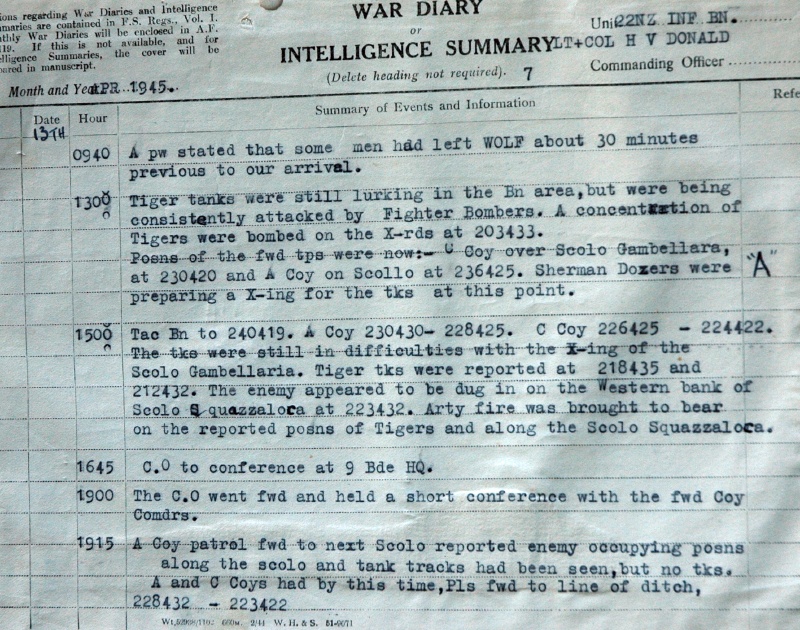 ions regarding War Diaries and Intelligence
maries are contained in F.S. Regs., Vol. I.
thly War Diaries will be enclosed in A.F.
119. If this is not available, and for
elligence Summaries, the cover will be
pared in manuscript.
WAR DIARY
or
INTELLIGENCE SUMMARY
(Delete heading not required). 7
Unit 22NZ INF BN.
LT+COL H V DONALD
Commanding Officer
Month and Year APR. 1945.
Date Hour Summary of Events and Information Refe
13TH
0940 A pw stated that some men had left WOLF about 30 minutes
previous to our arrival.
1300 Tiger tanks were still lurking in the Bn area,but were being
consistently attacked by Fighter Bombers. A concentration of
Tigers were bombed on the X-rds at 203433.
Posns of the fwd tps were now:- C Coy over Scolo Gambellara,
at 230420 and A Coy on Scollo at 236425. Sherman Dozers were
preparing a X-ing for the tks at this point.
"A"
1500 Tac Bn to 240419. A Coy 230430- 228425. C Coy 226425 - 224422.
The tks were still in difficulties with the X-ing of the
Scolo Gambellaria. Tiger tks were reported at 218435 and
212432. The enemy appeared to be dug in on the Western bank of
Scolo S quazzalora at 223432. Arty fire was brought to bear
on the reported posns of Tigers and along the Scolo Squazzalora.
1645 C.O to conference at 9 Bde HQ.
1900 The C.O went fwd and held a short conference with the fwd Coy
Comdrs.
1915 A Coy patrol fwd to next Scolo reported enemy occupying posns
along the scolo and tank tracks had been seen,but no tks.
A and C Coys had by this time,Pls fwd to line of ditch,
228432 - 223422
660M. 2/44 W. H. & S. 51-9071